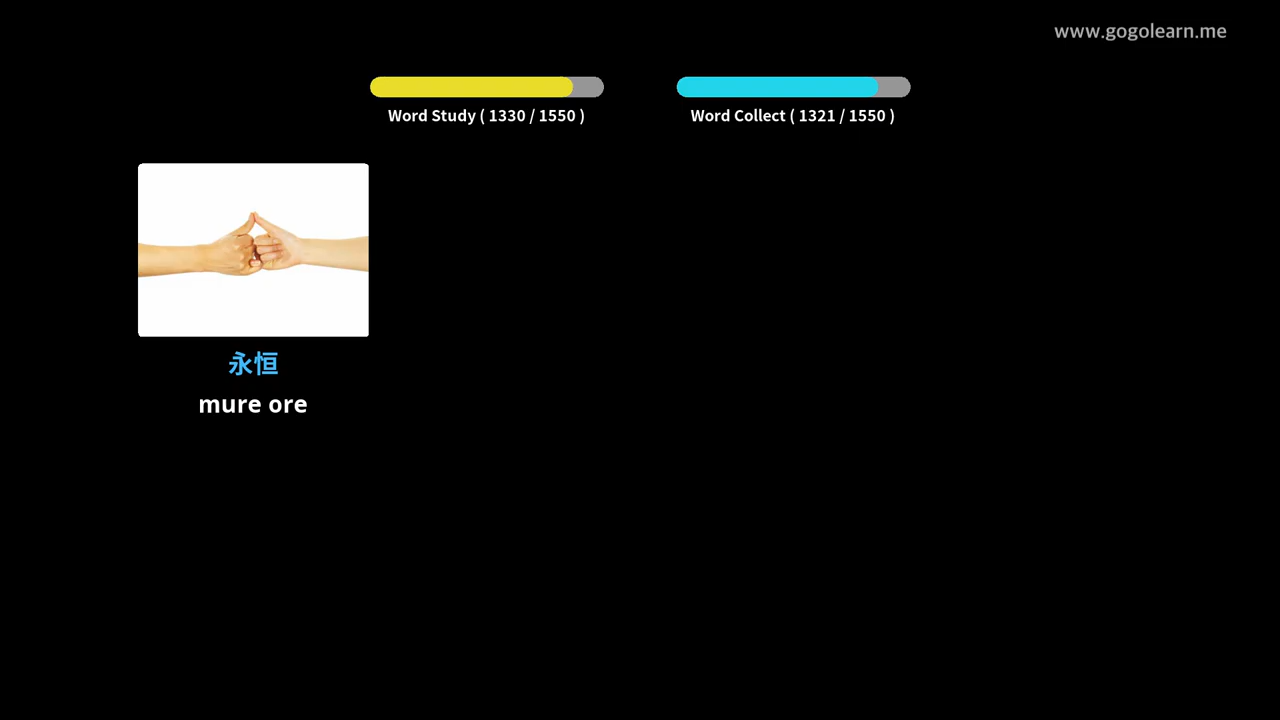 www.gogolearn.me
Word Study ( 1330 / 1550 )
Word Collect ( 1321 / 1550 )
永恒
mure ore